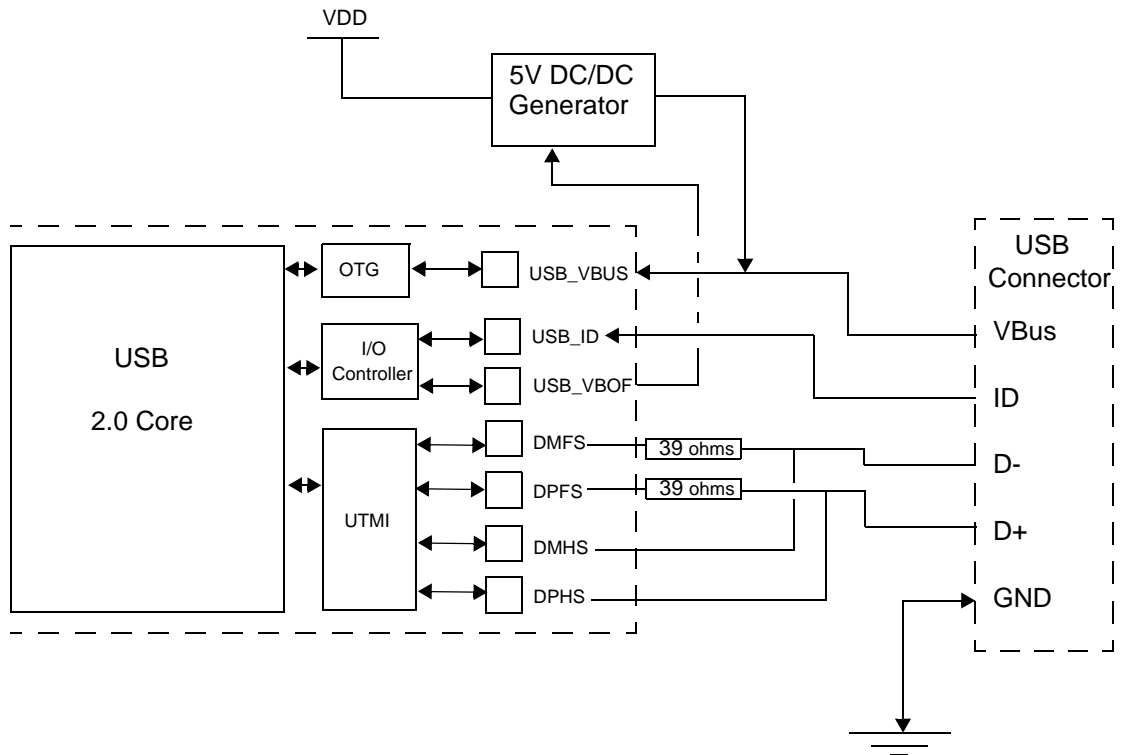 VDD
5V DC/DC
Generator
USB
Connector
OTG
USB_VBUS
VBus
USB
2.0 Core
I/O
Controller
USB_ID
USB_VBOF
ID
DMFS
39 ohms
D-
DPFS
39 ohms
UTMI
D+
DMHS
DPHS
GND